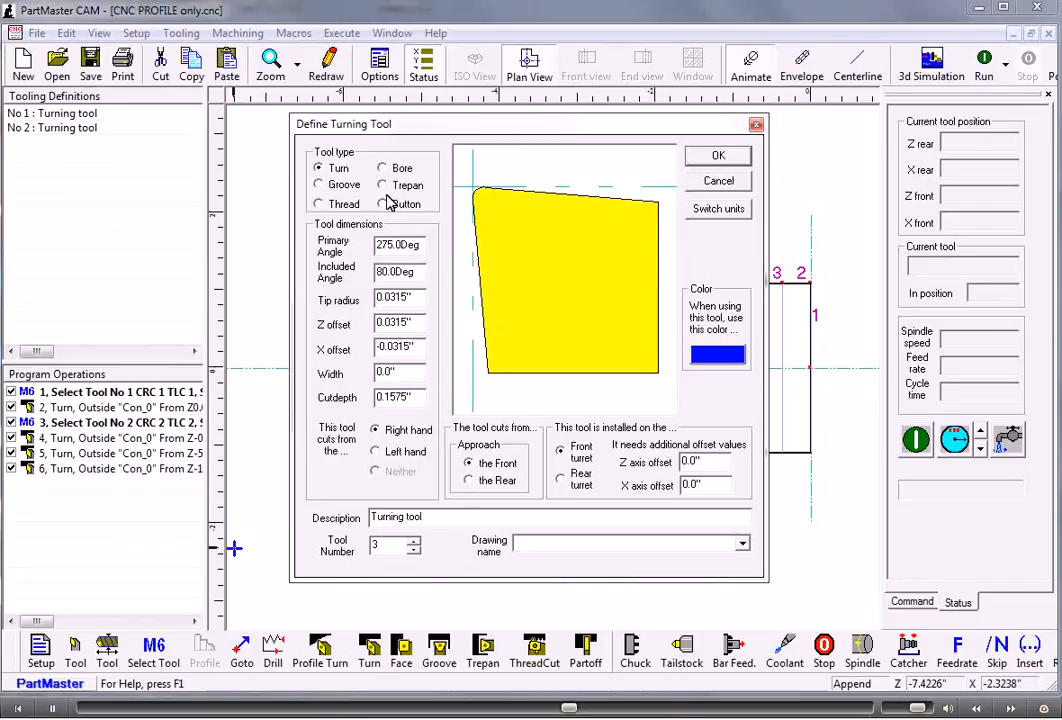 PartMaster CAM - [CNC PROFILE only.cnc]
File Edit View Setup Tooling Machining Macros Execute Window Help
New Open Save Print Cut Copy Paste Zoom Redraw Options Status ISO View Plan View Front view End view Window Animate Envelope Centerline 3d Simulation Run Stop
Tooling Definitions
No 1 : Turning tool
No 2 : Turning tool
Program Operations
M6 1, Select Tool No 1 CRC 1 TLC 1, S
2, Turn, Outside "Con_0" From Z0.
M6 3, Select Tool No 2 CRC 2 TLC 2,
4, Turn, Outside "Con_0" From Z-0
5, Turn, Outside "Con_0" From Z-5
6, Turn, Outside "Con_0" From Z-1
Define Turning Tool
Tool type
Turn Bore
Groove Trepan
Thread Button
Tool dimensions
Primary Angle 275.0Deg
Included Angle 80.0Deg
Tip radius 0.0315"
Z offset 0.0315"
X offset -0.0315"
Width 0.0"
Cutdepth 0.1575"
This tool cuts from the ...
Right hand
Left hand
Neither
The tool cuts from...
Approach
the Front
the Rear
This tool is installed on the ...
Front turret
Rear turret
It needs additional offset values
Z axis offset 0.0"
X axis offset 0.0"
Description Turning tool
Tool Number 3
Drawing name
OK
Cancel
Switch units
Color
When using this tool, use this color ...
3 2
1
Current tool position
Z rear
X rear
Z front
X front
Current tool
In position
Spindle speed
Feed rate
Cycle time
Command Status
Setup Tool Tool Select Tool Profile Goto Drill Profile Turn Turn Face Groove Trepan ThreadCut Partoff Chuck Tailstock Bar Feed. Coolant Stop Spindle Catcher Feedrate Skip Insert
PartMaster For Help, press F1 Append Z -7.4226" X -2.3238"